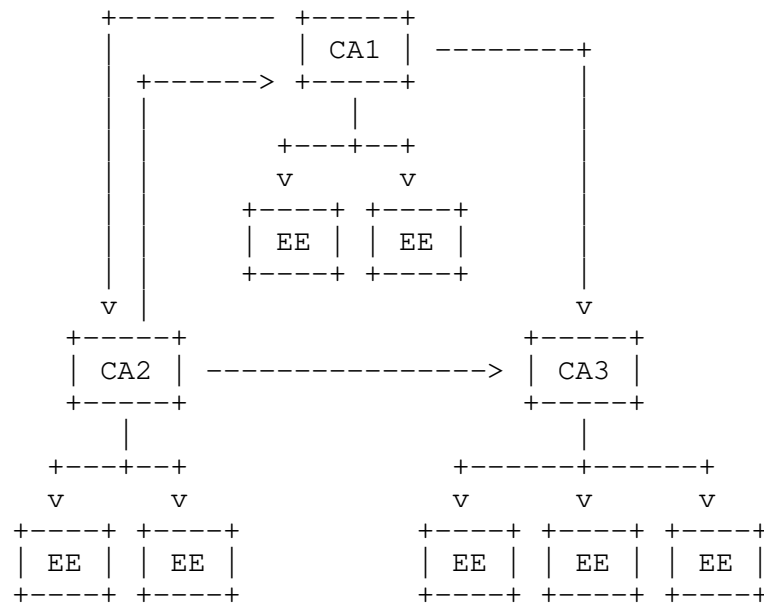 +--------- +-----+
| | CA1 | --------+
| +------> +-----+ |
| | | |
| | +---+--+ |
| | v v |
| | +----+ +----+ |
| | | EE | | EE | |
| | +----+ +----+ |
v | v
+-----+ +-----+
| CA2 | ----------------> | CA3 |
+-----+ +-----+
| |
+---+--+ +------+------+
v v v v v
+----+ +----+ +----+ +----+ +----+
| EE | | EE | | EE | | EE | | EE |
+----+ +----+ +----+ +----+ +----+